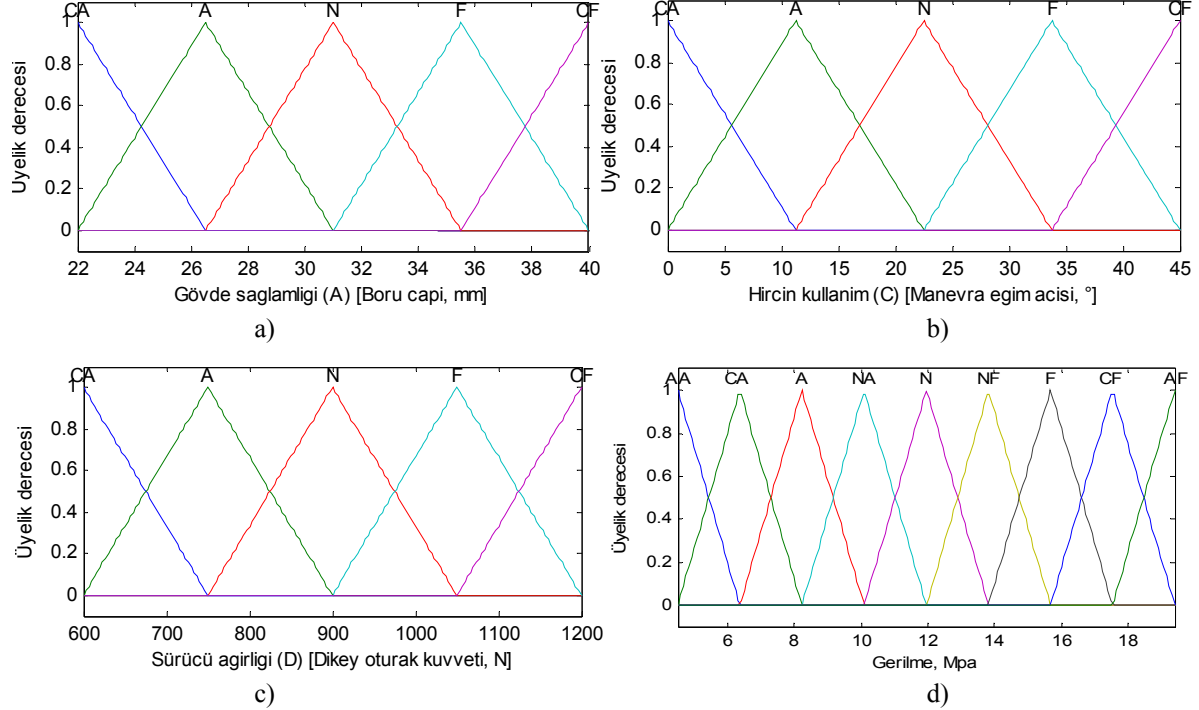 CA A N F CF
1
0.8
0.6
0.4
0.2
0
Uyelik derecesi
22 24 26 28 30 32 34 36 38 40
Gövde saglamligi (A) [Boru capi, mm]
a)
CA A N F CF
1
0.8
0.6
0.4
0.2
0
Uyelik derecesi
0 5 10 15 20 25 30 35 40 45
Hircin kullanim (C) [Manevra egim acisi, °]
b)
CA A N F CF
1
0.8
0.6
0.4
0.2
0
Üyelik derecesi
600 700 800 900 1000 1100 1200
Sürücü agirligi (D) [Dikey oturak kuvveti, N]
c)
AA CA A NA N NF F CF AF
1
0.8
0.6
0.4
0.2
0
Üyelik derecesi
6 8 10 12 14 16 18
Gerilme, Mpa
d)